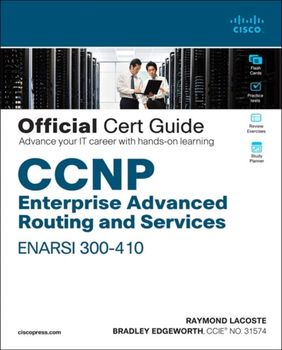 CISCO
Flash
Cards
Practice
Tests
Review
Exercises
Study
Planner
Official Cert Guide
Advance your IT career with hands-on learning
CCNP
Enterprise Advanced
Routing and Services
ENARSI 300-410
RAYMOND LACOSTE
ciscopress.com
BRADLEY EDGEWORTH, CCIE® NO. 31574